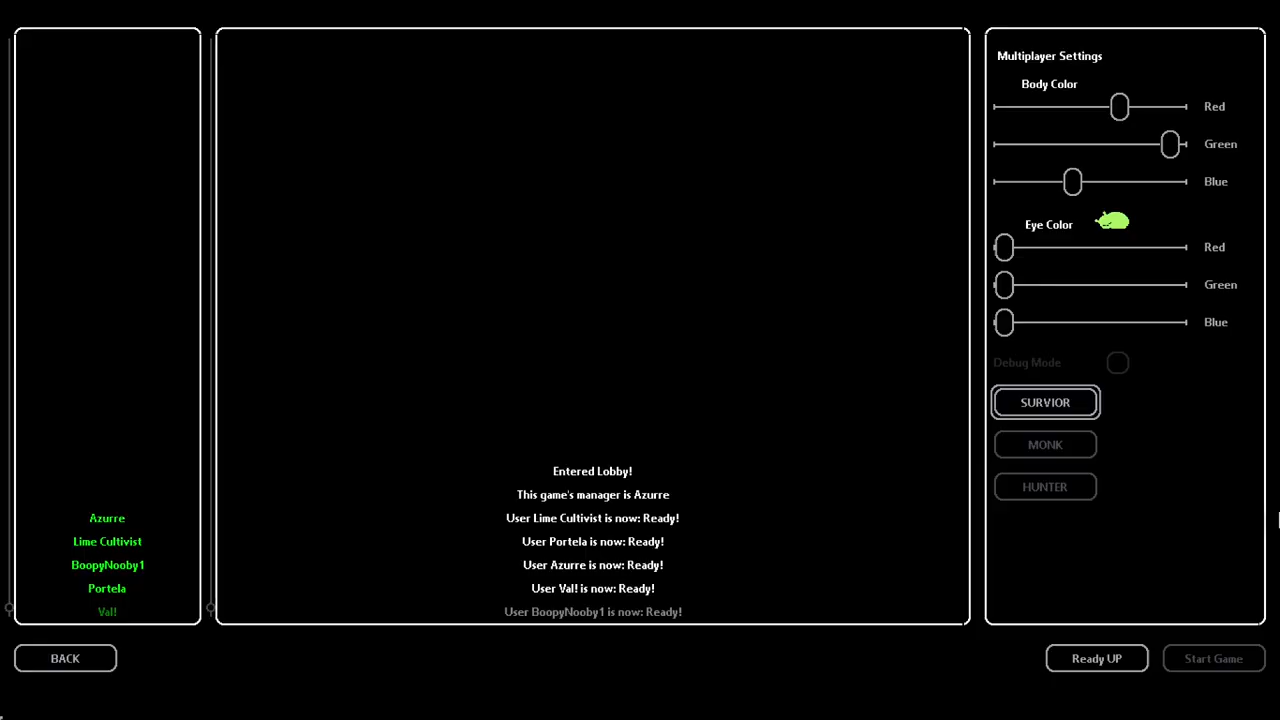 Azurre
Lime Cultivist
BoopyNooby1
Portela
Val!
Entered Lobby!
This game's manager is Azurre
User Lime Cultivist is now: Ready!
User Portela is now: Ready!
User Azurre is now: Ready!
User Val! is now: Ready!
User BoopyNooby1 is now: Ready!
Multiplayer Settings
Body Color
Red
Green
Blue
Eye Color
Red
Green
Blue
Debug Mode
SURVIOR
MONK
HUNTER
BACK
Ready UP
Start Game